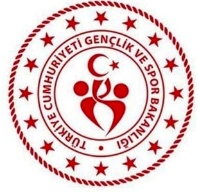 TÜRKİYE CUMHURİYETİ GENÇLİK VE SPOR BAKANLIĞI